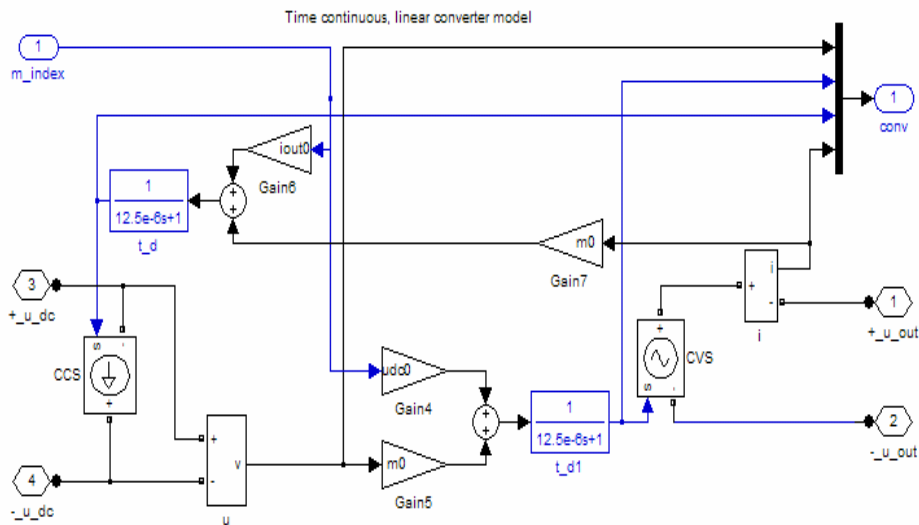 Time continuous, linear converter model
1
m_index
iout0
Gain6
1
conv
1
12.5e-6s+1
t_d
+
+
m0
Gain7
3
+_u_dc
i
+
-
i
1
+_u_out
s
-
+
CCS
udc0
Gain4
+
s
-
CVS
+
+
1
12.5e-6s+1
t_d1
2
-_u_out
4
-_u_dc
+
-
v
u
m0
Gain5